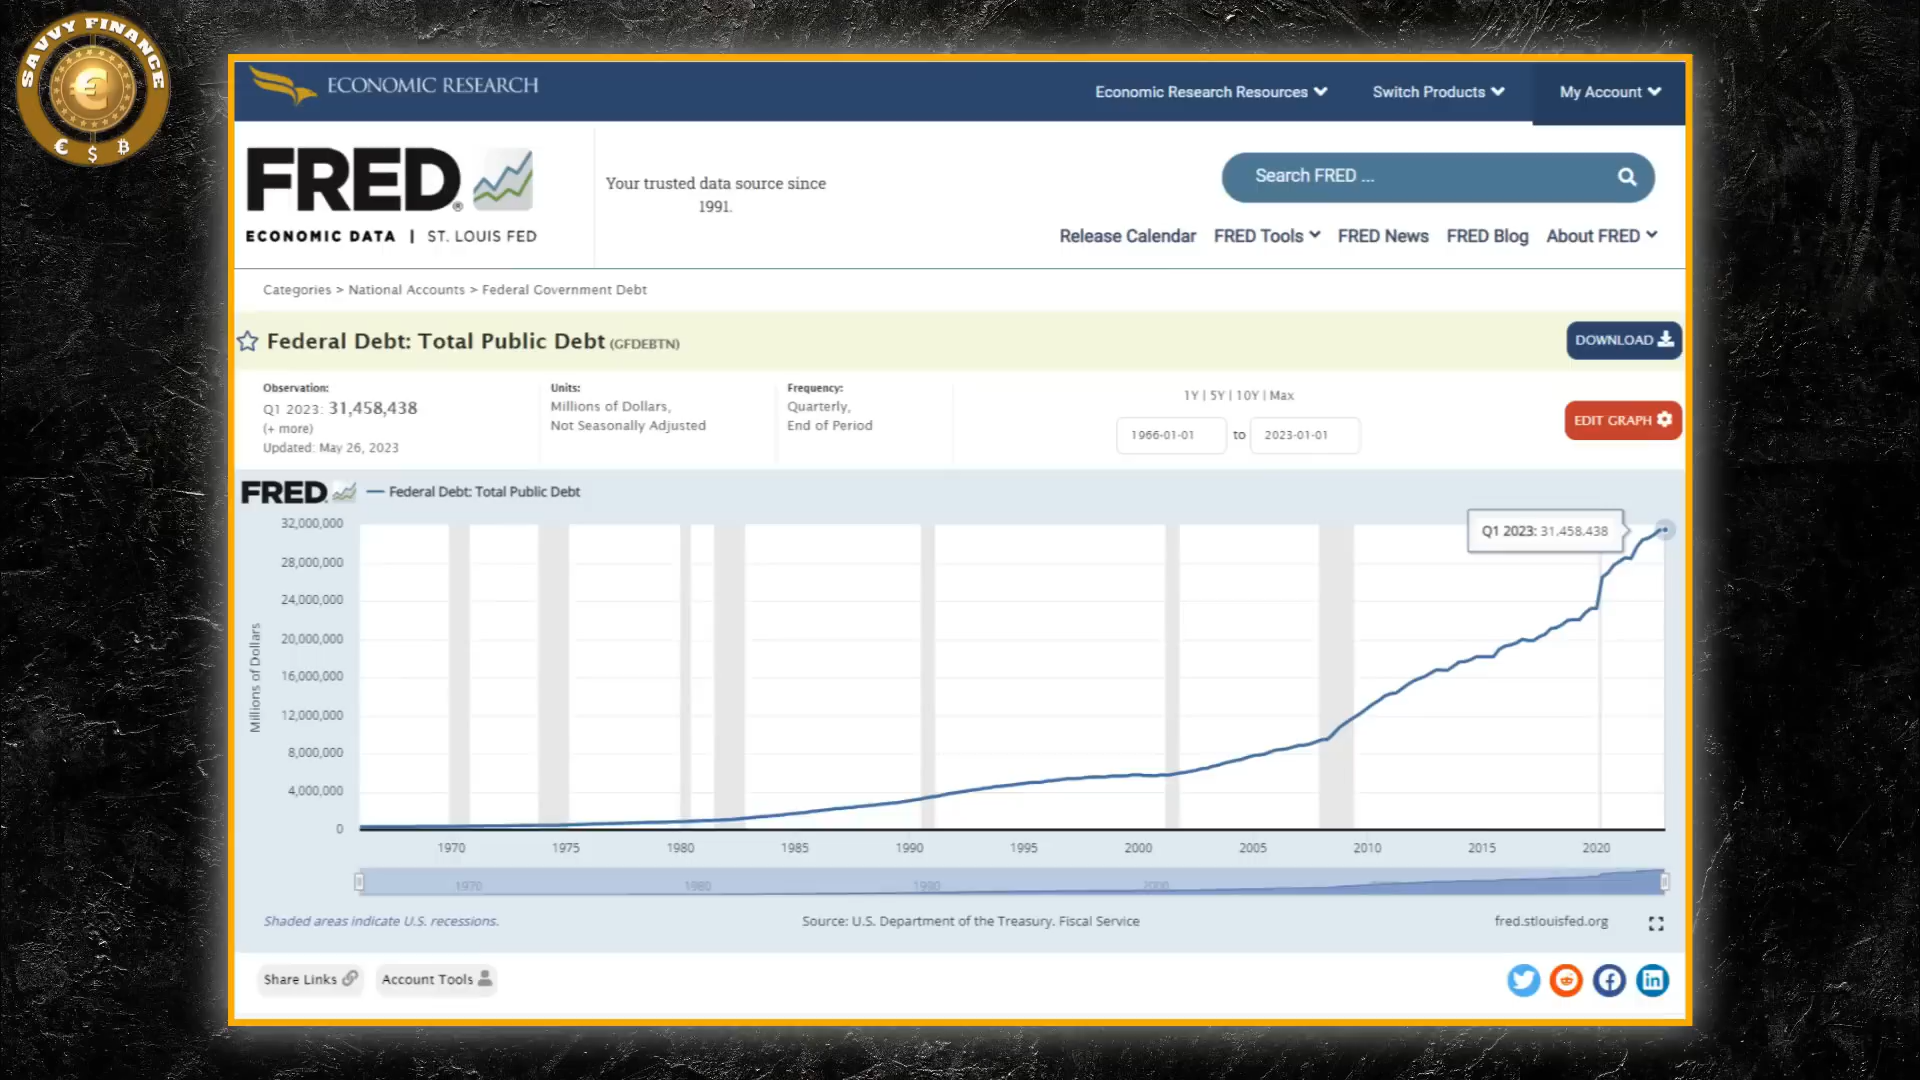 SAVVY FINANCE
€ $ ₿
ECONOMIC RESEARCH
Economic Research Resources
Switch Products
My Account
FRED®
ECONOMIC DATA | ST. LOUIS FED
Your trusted data source since
1991.
Search FRED ...
Release Calendar
FRED Tools
FRED News
FRED Blog
About FRED
Categories > National Accounts > Federal Government Debt
Federal Debt: Total Public Debt (GFDEBTN)
DOWNLOAD
Observation:
Q1 2023: 31,458,438
(+ more)
Updated: May 26, 2023
Units:
Millions of Dollars,
Not Seasonally Adjusted
Frequency:
Quarterly,
End of Period
1Y | 5Y | 10Y | Max
1966-01-01 to 2023-01-01
EDIT GRAPH
FRED
Federal Debt: Total Public Debt
Millions of Dollars
32,000,000
28,000,000
24,000,000
20,000,000
16,000,000
12,000,000
8,000,000
4,000,000
0
Q1 2023: 31,458,438
1970 1975 1980 1985 1990 1995 2000 2005 2010 2015 2020
1970 1980 1990 2000
Shaded areas indicate U.S. recessions.
Source: U.S. Department of the Treasury. Fiscal Service
fred.stlouisfed.org
Share Links
Account Tools
in